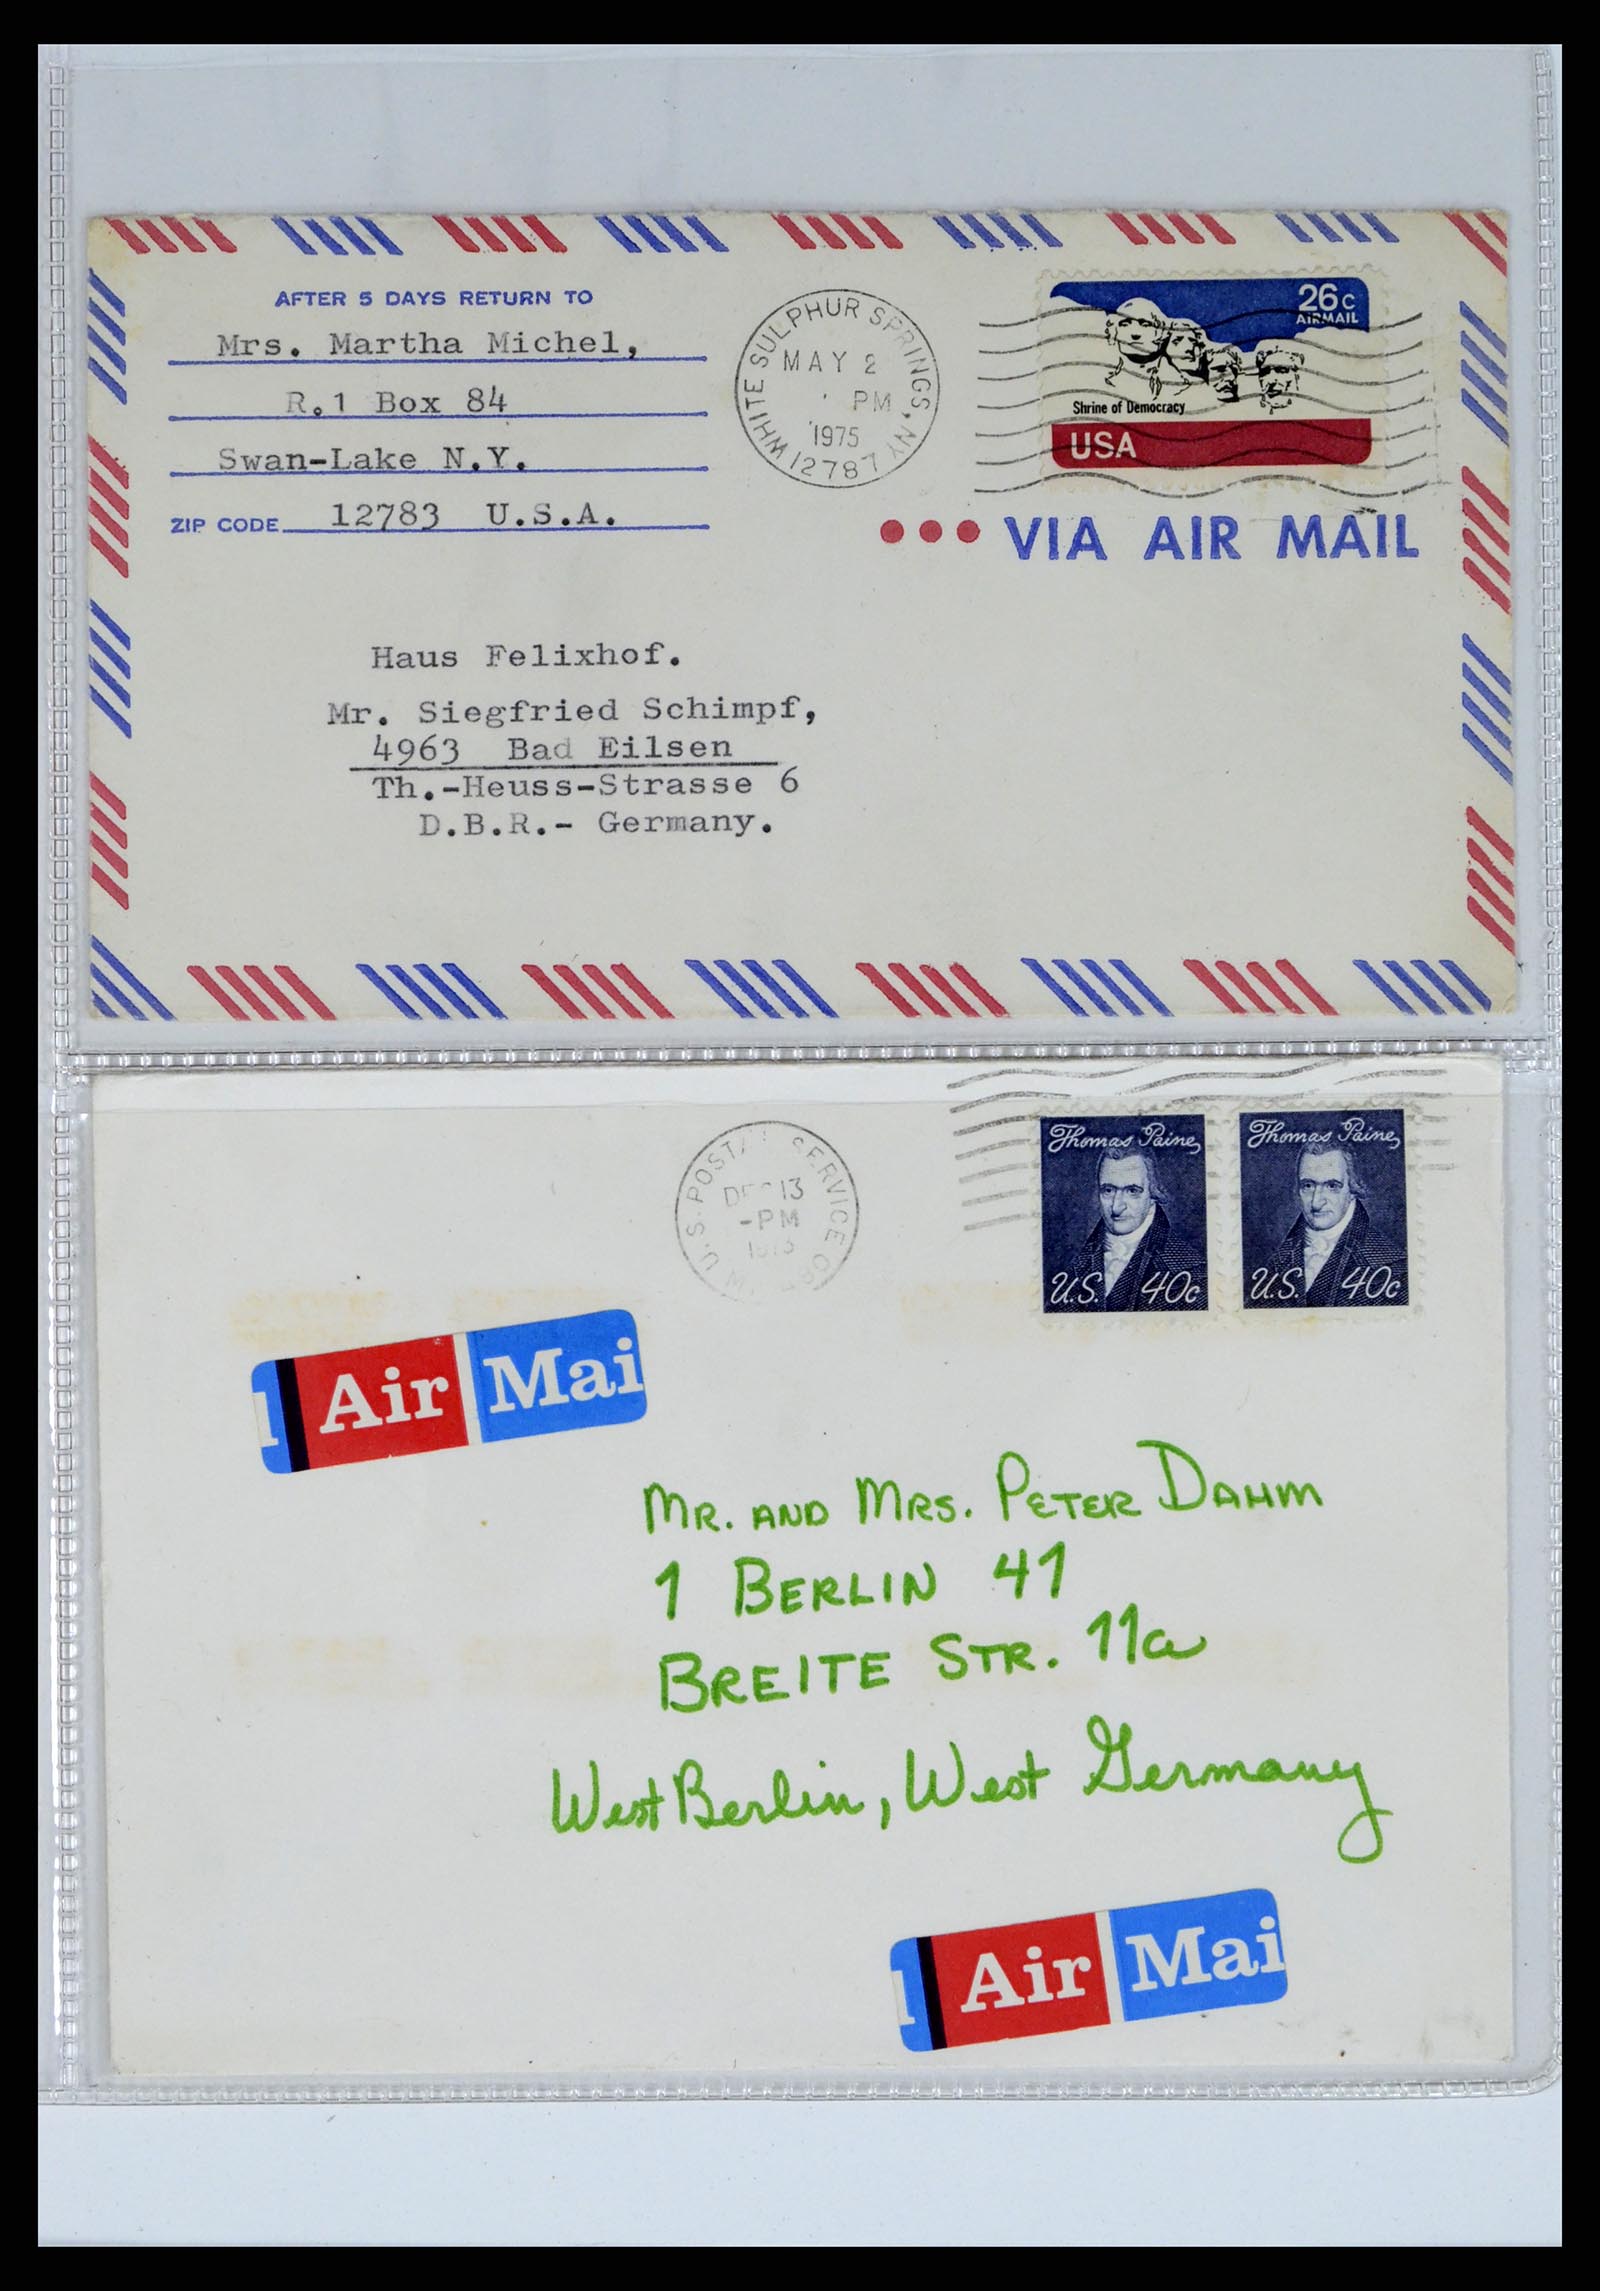 AFTER 5 DAYS RETURN TO
Mrs. Martha Michel,
R.1 Box 84
Swan-Lake N.Y.
ZIP CODE 12783 U.S.A.
WHITE SULPHUR SPRINGS, NY
MAY 2
PM
1975
12787
26c
AIRMAIL
Shrine of Democracy
USA
VIA AIR MAIL
Haus Felixhof.
Mr. Siegfried Schimpf,
4963 Bad Eilsen
Th.-Heuss-Strasse 6
D.B.R.- Germany.
U.S. POSTAL SERVICE
13
-PM
Thomas Paine
U.S. 40c
Thomas Paine
U.S. 40c
l Air Mai
MR. AND MRS. PETER DAHM
1 BERLIN 41
BREITE STR. 11a
West Berlin, West Germany
l Air Mai